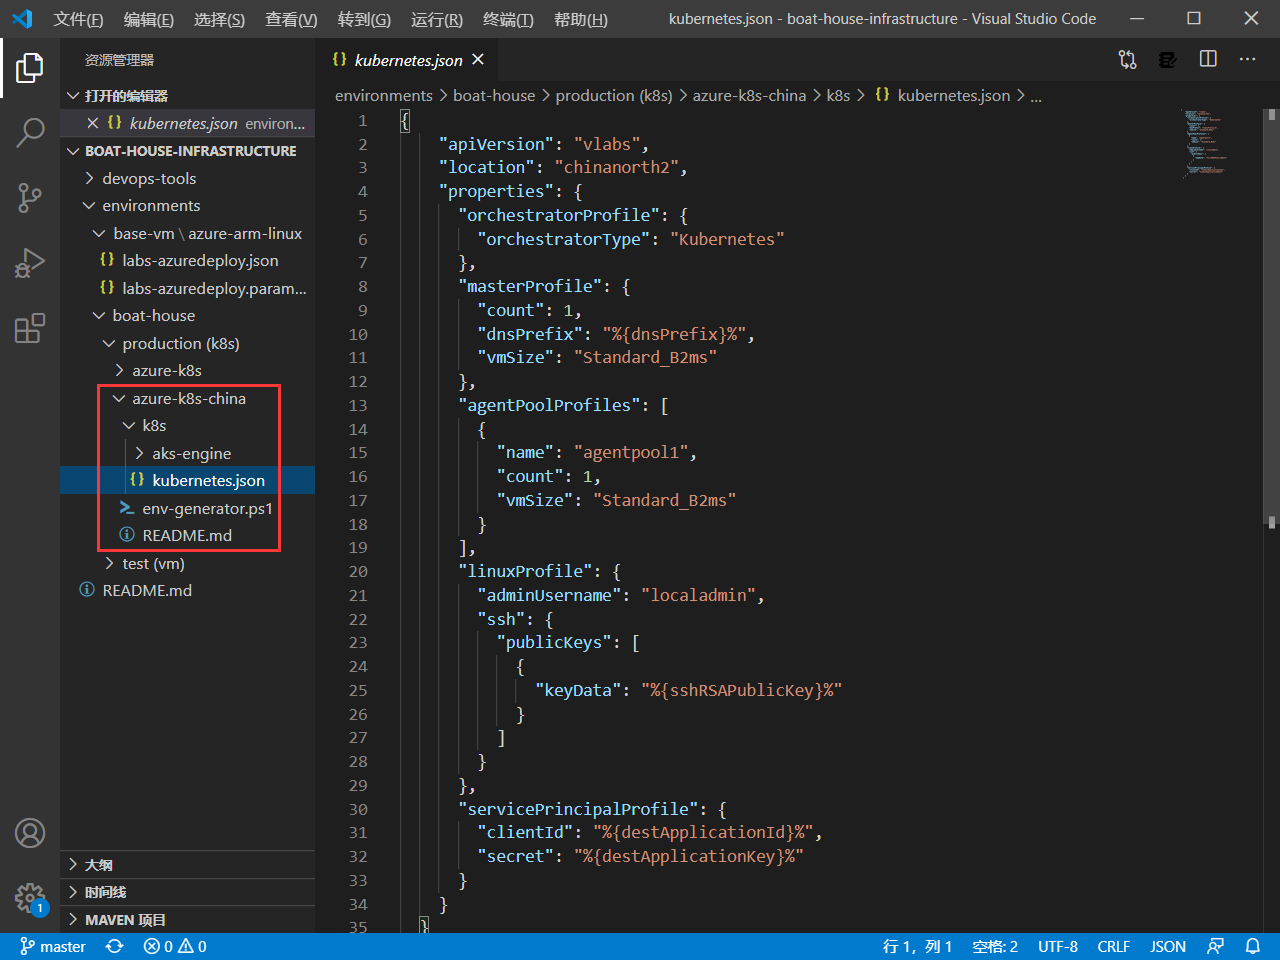 文件(F) 编辑(E) 选择(S) 查看(V) 转到(G) 运行(R) 终端(T) 帮助(H) kubernetes.json - boat-house-infrastructure - Visual Studio Code
资源管理器
打开的编辑器
kubernetes.json environ...
BOAT-HOUSE-INFRASTRUCTURE
devops-tools
environments
base-vm \ azure-arm-linux
labs-azuredeploy.json
labs-azuredeploy.param...
boat-house
production (k8s)
azure-k8s
azure-k8s-china
k8s
aks-engine
kubernetes.json
env-generator.ps1
README.md
test (vm)
README.md
大纲
时间线
MAVEN 项目
kubernetes.json
environments > boat-house > production (k8s) > azure-k8s-china > k8s > {} kubernetes.json > ...
1 {
2 "apiVersion": "vlabs",
3 "location": "chinanorth2",
4 "properties": {
5 "orchestratorProfile": {
6 "orchestratorType": "Kubernetes"
7 },
8 "masterProfile": {
9 "count": 1,
10 "dnsPrefix": "%{dnsPrefix}%",
11 "vmSize": "Standard_B2ms"
12 },
13 "agentPoolProfiles": [
14 {
15 "name": "agentpool1",
16 "count": 1,
17 "vmSize": "Standard_B2ms"
18 }
19 ],
20 "linuxProfile": {
21 "adminUsername": "localadmin",
22 "ssh": {
23 "publicKeys": [
24 {
25 "keyData": "%{sshRSAPublicKey}%"
26 }
27 ]
28 }
29 },
30 "servicePrincipalProfile": {
31 "clientId": "%{destApplicationId}%",
32 "secret": "%{destApplicationKey}%"
33 }
34 }
35 }
1
master 0 0 行 1，列 1 空格: 2 UTF-8 CRLF JSON